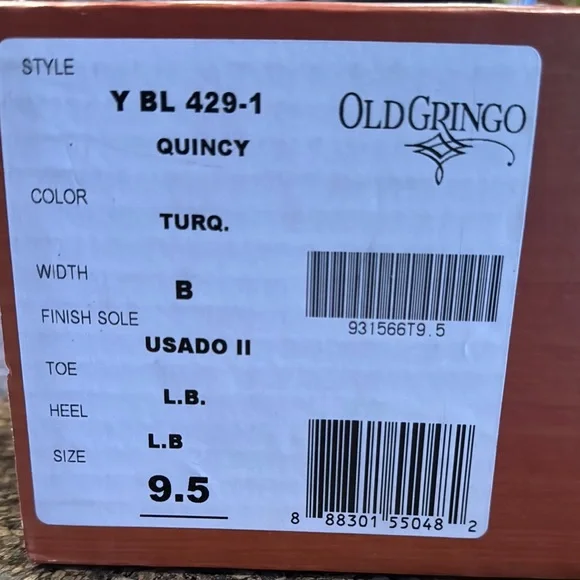 STYLE
Y BL 429-1
OLD GRINGO
QUINCY
COLOR
TURQ.
WIDTH
B
931566T9.5
FINISH SOLE
USADO II
TOE
L.B.
HEEL
L.B
SIZE
9.5
8 88301 55048 2